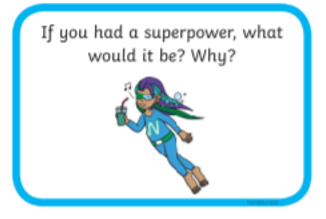 If you had a superpower, what
would it be? Why?
N